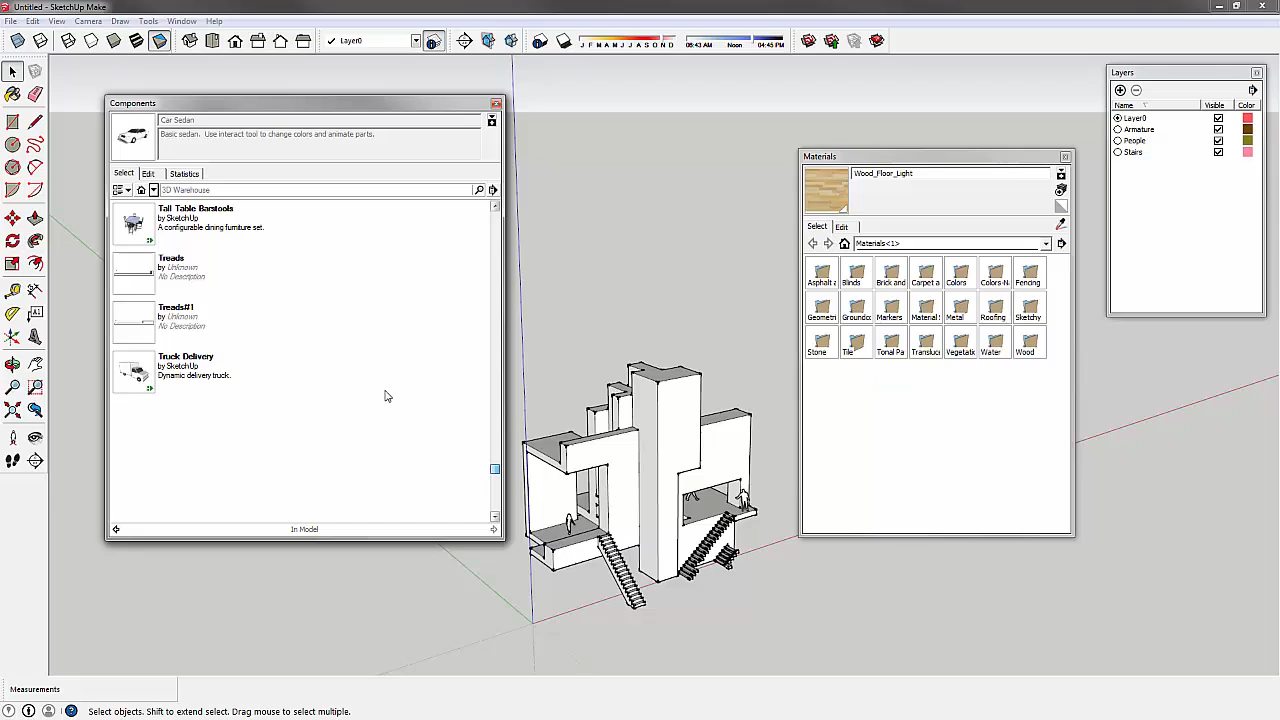 Untitled - SketchUp Make
File Edit View Camera Draw Tools Window Help
Layer0
J F M A M J J A S O N D
06:43 AM Noon 04:45 PM
Components
Car Sedan
Basic sedan. Use interact tool to change colors and animate parts.
Select Edit Statistics
3D Warehouse
Tall Table Barstools
by SketchUp
A configurable dining furniture set.
Treads
by Unknown
No Description
Treads#1
by Unknown
No Description
Truck Delivery
by SketchUp
Dynamic delivery truck.
In Model
Materials
Wood_Floor_Light
Select Edit
Materials<1>
Asphalt a Blinds Brick and Carpet a Colors Colors-N Fencing
Geometri Groundc Markers Material Metal Roofing Sketchy
Stone Tile Tonal Pa Transluc Vegetati Water Wood
Layers
Name Visible Color
Layer0
Armature
People
Stairs
A1
Measurements
Select objects. Shift to extend select. Drag mouse to select multiple.